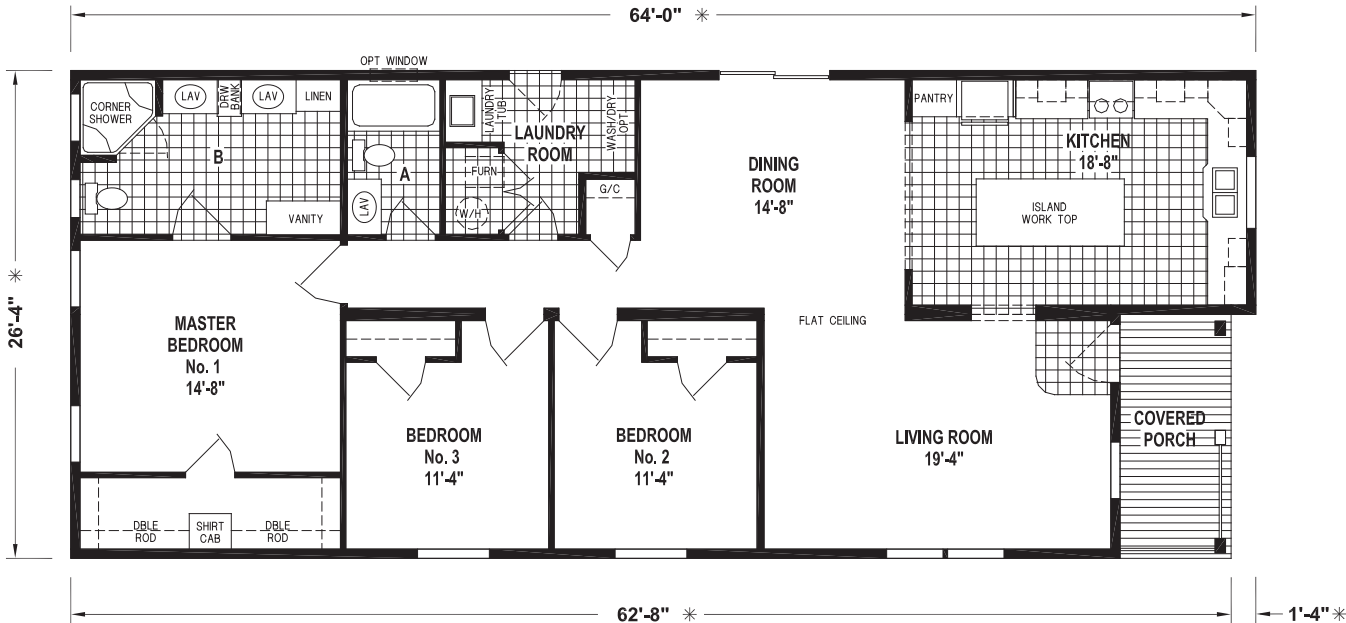 64'-0" ✳
OPT WINDOW
CORNER
SHOWER
LAV
DRW
BANK
LAV
LINEN
B
VANITY
A
LAV
LAUNDRY
TUB
LAUNDRY
ROOM
WASH/DRY
OPT
FURN
W/H
G/C
DINING
ROOM
14'-8"
PANTRY
KITCHEN
18'-8"
ISLAND
WORK TOP
26'-4" ✳
MASTER
BEDROOM
No. 1
14'-8"
FLAT CEILING
BEDROOM
No. 3
11'-4"
BEDROOM
No. 2
11'-4"
LIVING ROOM
19'-4"
COVERED
PORCH
DBLE
ROD
SHIRT
CAB
DBLE
ROD
62'-8" ✳
1'-4" ✳